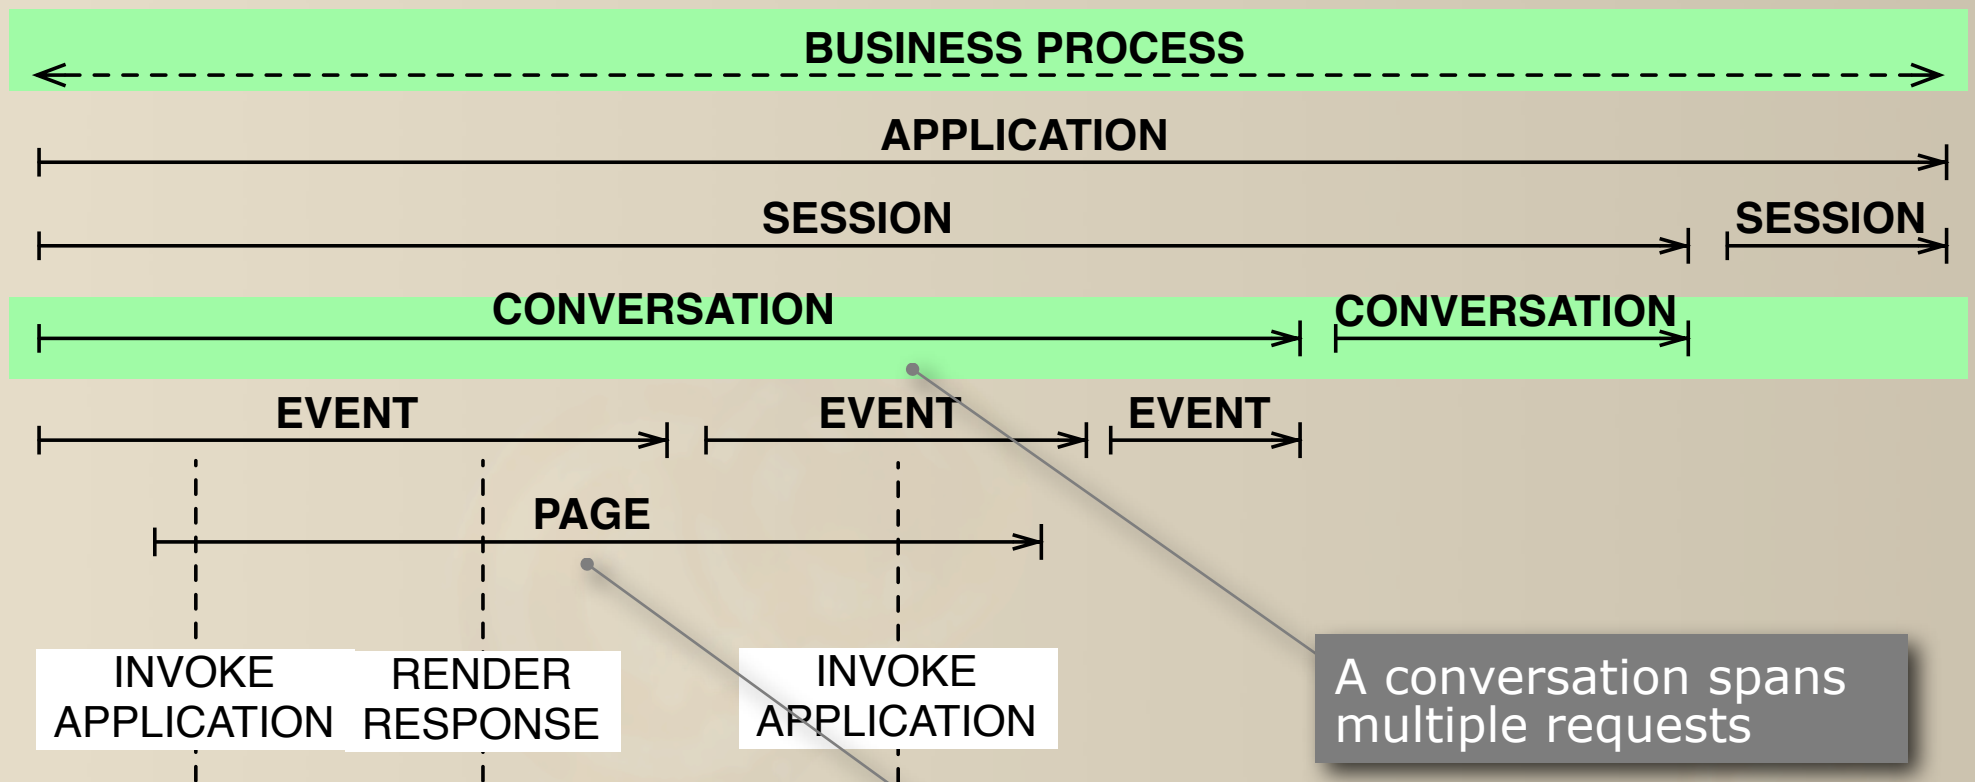 BUSINESS PROCESS
APPLICATION
SESSION
SESSION
CONVERSATION
CONVERSATION
EVENT
EVENT
EVENT
PAGE
INVOKE
APPLICATION
RENDER
RESPONSE
INVOKE
APPLICATION
A conversation spans
multiple requests